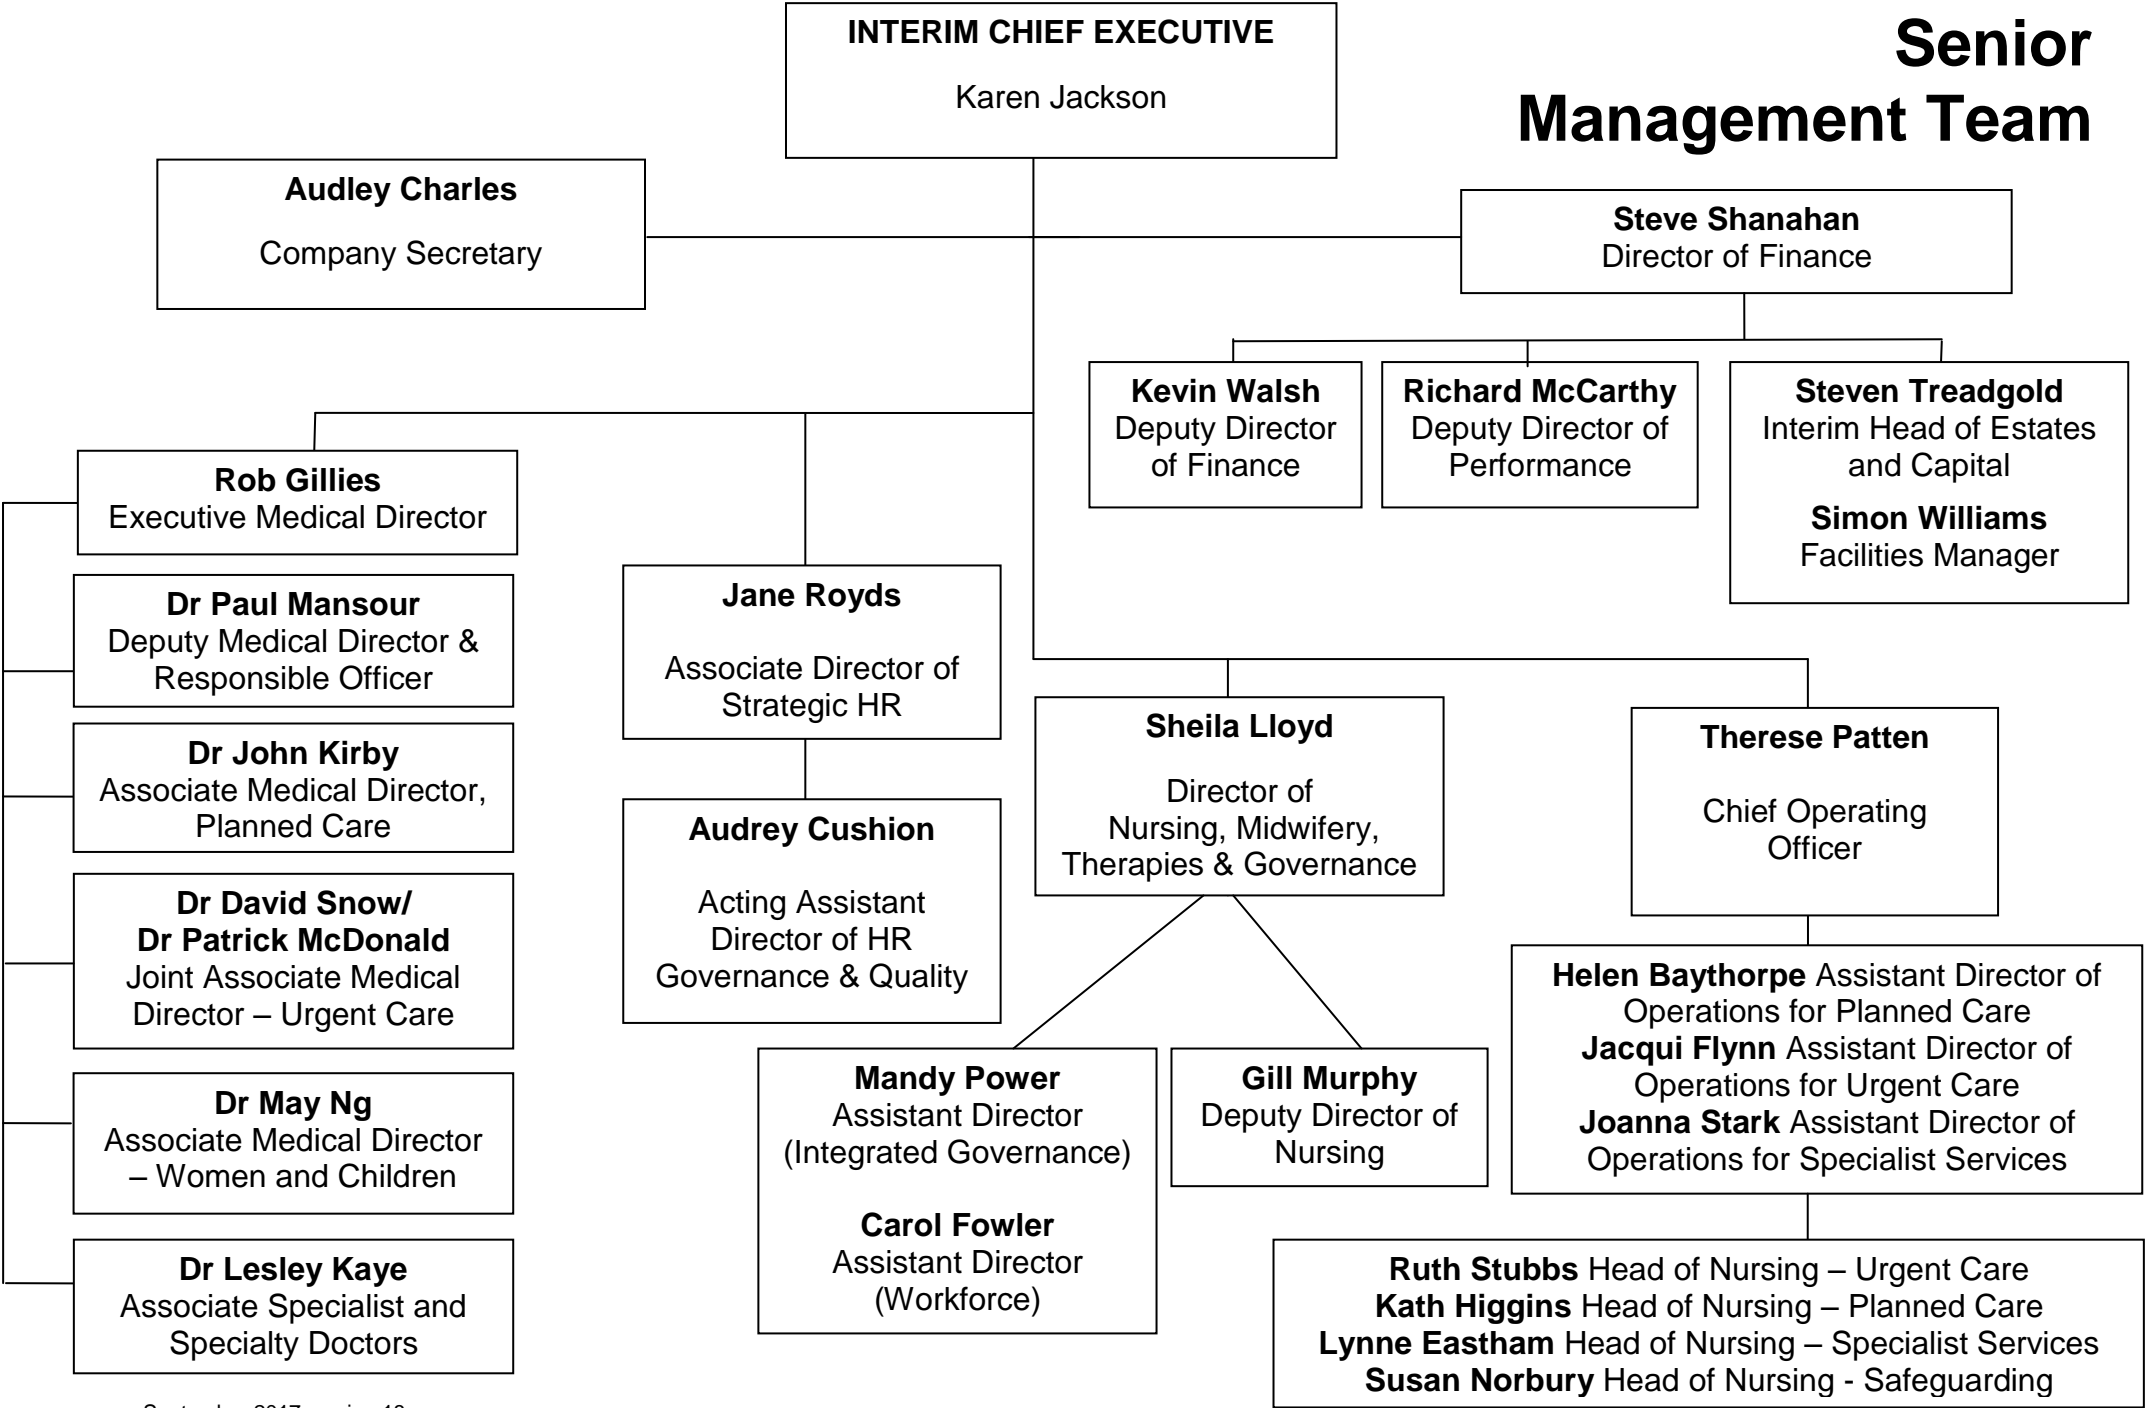 INTERIM CHIEF EXECUTIVE
Karen Jackson
Senior
Management Team
Audley Charles
Company Secretary
Steve Shanahan
Director of Finance
Kevin Walsh
Deputy Director
of Finance
Richard McCarthy
Deputy Director of
Performance
Steven Treadgold
Interim Head of Estates
and Capital
Simon Williams
Facilities Manager
Rob Gillies
Executive Medical Director
Dr Paul Mansour
Deputy Medical Director &
Responsible Officer
Dr John Kirby
Associate Medical Director,
Planned Care
Dr David Snow/
Dr Patrick McDonald
Joint Associate Medical
Director – Urgent Care
Dr May Ng
Associate Medical Director
– Women and Children
Dr Lesley Kaye
Associate Specialist and
Specialty Doctors
Jane Royds
Associate Director of
Strategic HR
Audrey Cushion
Acting Assistant
Director of HR
Governance & Quality
Sheila Lloyd
Director of
Nursing, Midwifery,
Therapies & Governance
Mandy Power
Assistant Director
(Integrated Governance)
Carol Fowler
Assistant Director
(Workforce)
Gill Murphy
Deputy Director of
Nursing
Therese Patten
Chief Operating
Officer
Helen Baythorpe Assistant Director of
Operations for Planned Care
Jacqui Flynn Assistant Director of
Operations for Urgent Care
Joanna Stark Assistant Director of
Operations for Specialist Services
Ruth Stubbs Head of Nursing – Urgent Care
Kath Higgins Head of Nursing – Planned Care
Lynne Eastham Head of Nursing – Specialist Services
Susan Norbury Head of Nursing - Safeguarding